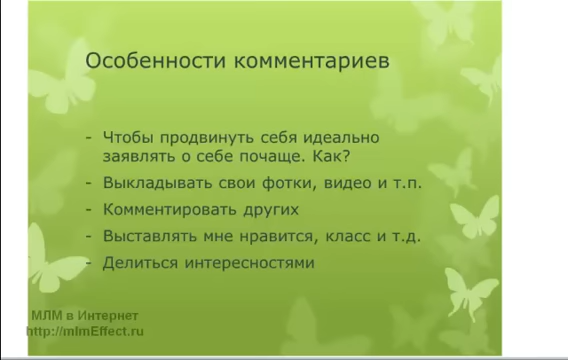 Особенности комментариев
- Чтобы продвинуть себя идеально
заявлять о себе почаще. Как?
- Выкладывать свои фотки, видео и т.п.
- Комментировать других
- Выставлять мне нравится, класс и т.д.
- Делиться интересностями
МЛМ в Интернет
http://mlmEffect.ru